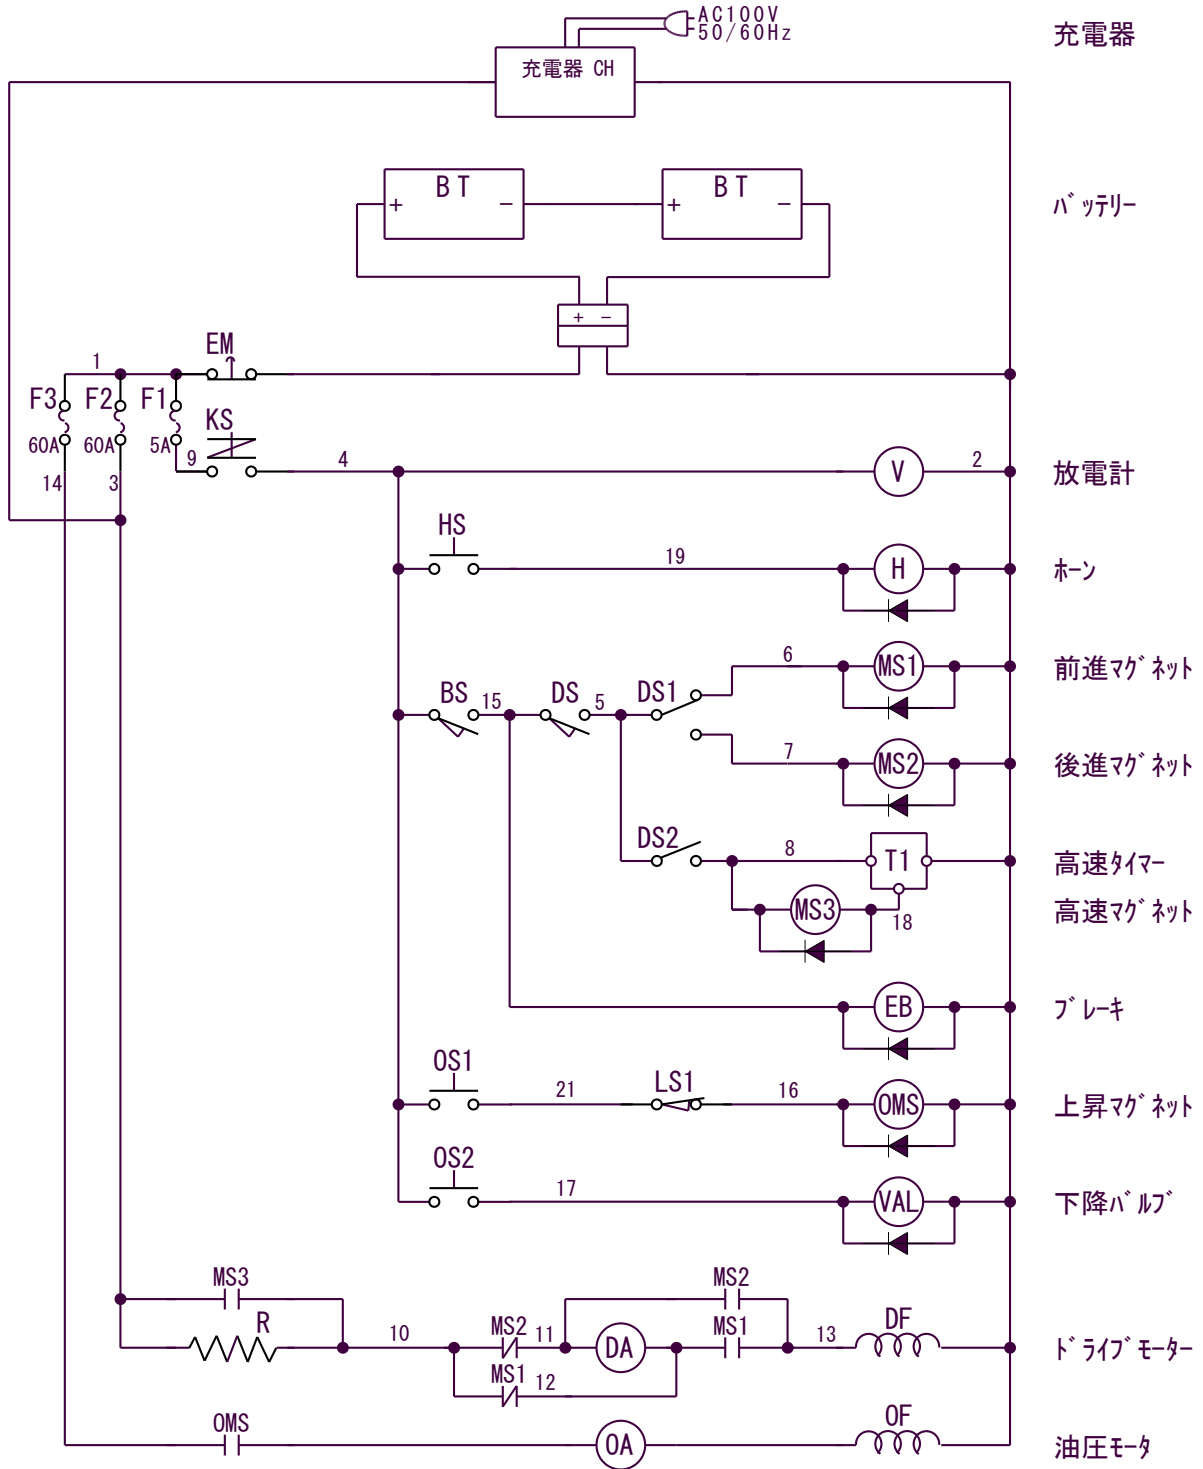 AC100V
50/60Hz
充電器
充電器 CH
BT
BT
バッテリー
+
−
+
−
+ −
EM
1
F3
F2
F1
KS
60A
60A
5A
9
4
V
2
放電計
14
3
HS
19
H
ホーン
6
MS1
前進マグネット
BS
15
DS
5
DS1
7
MS2
後進マグネット
DS2
8
T1
高速タイマー
MS3
18
高速マグネット
EB
ブレーキ
OS1
21
LS1
16
OMS
上昇マグネット
OS2
17
VAL
下降バルブ
MS3
MS2
R
10
MS2
11
DA
MS1
13
DF
ドライブモーター
MS1
12
OMS
OA
OF
油圧モータ